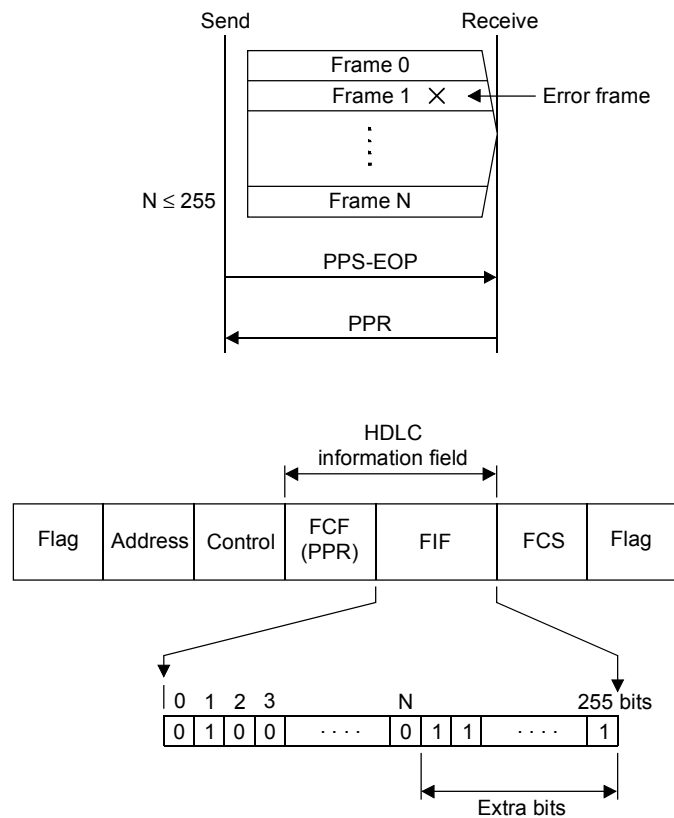 Send Receive
Frame 0
Frame 1 × Error frame
N ≤ 255 Frame N
PPS-EOP
PPR
HDLC
information field
Flag Address Control FCF (PPR) FIF FCS Flag
0 1 2 3 N 255 bits
0 1 0 0 · · · · 0 1 1 · · · · 1
Extra bits